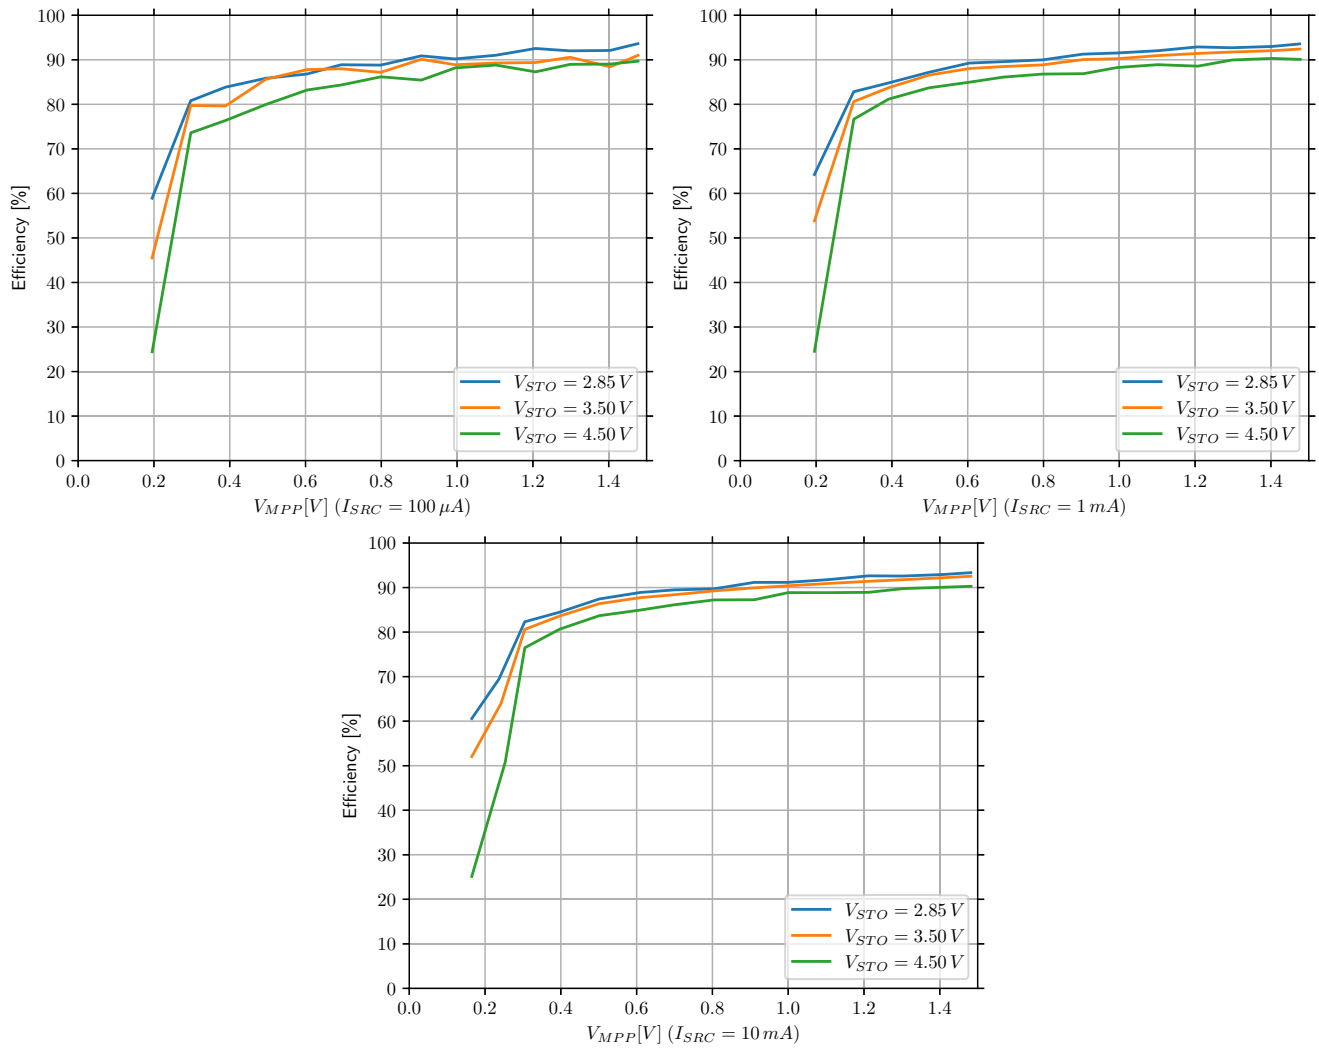 100
90
80
70
60
50
40
30
20
10
0
Efficiency [%]
0.0 0.2 0.4 0.6 0.8 1.0 1.2 1.4
V_MPP[V] (I_SRC = 100 μA)
V_STO = 2.85 V
V_STO = 3.50 V
V_STO = 4.50 V
100
90
80
70
60
50
40
30
20
10
0
Efficiency [%]
0.0 0.2 0.4 0.6 0.8 1.0 1.2 1.4
V_MPP[V] (I_SRC = 1 mA)
V_STO = 2.85 V
V_STO = 3.50 V
V_STO = 4.50 V
100
90
80
70
60
50
40
30
20
10
0
Efficiency [%]
0.0 0.2 0.4 0.6 0.8 1.0 1.2 1.4
V_MPP[V] (I_SRC = 10 mA)
V_STO = 2.85 V
V_STO = 3.50 V
V_STO = 4.50 V